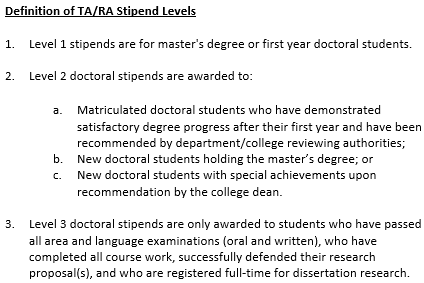 Definition of TA/RA Stipend Levels
1. Level 1 stipends are for master's degree or first year doctoral students.
2. Level 2 doctoral stipends are awarded to:
a. Matriculated doctoral students who have demonstrated
satisfactory degree progress after their first year and have been
recommended by department/college reviewing authorities;
b. New doctoral students holding the master's degree; or
c. New doctoral students with special achievements upon
recommendation by the college dean.
3. Level 3 doctoral stipends are only awarded to students who have passed
all area and language examinations (oral and written), who have
completed all course work, successfully defended their research
proposal(s), and who are registered full-time for dissertation research.